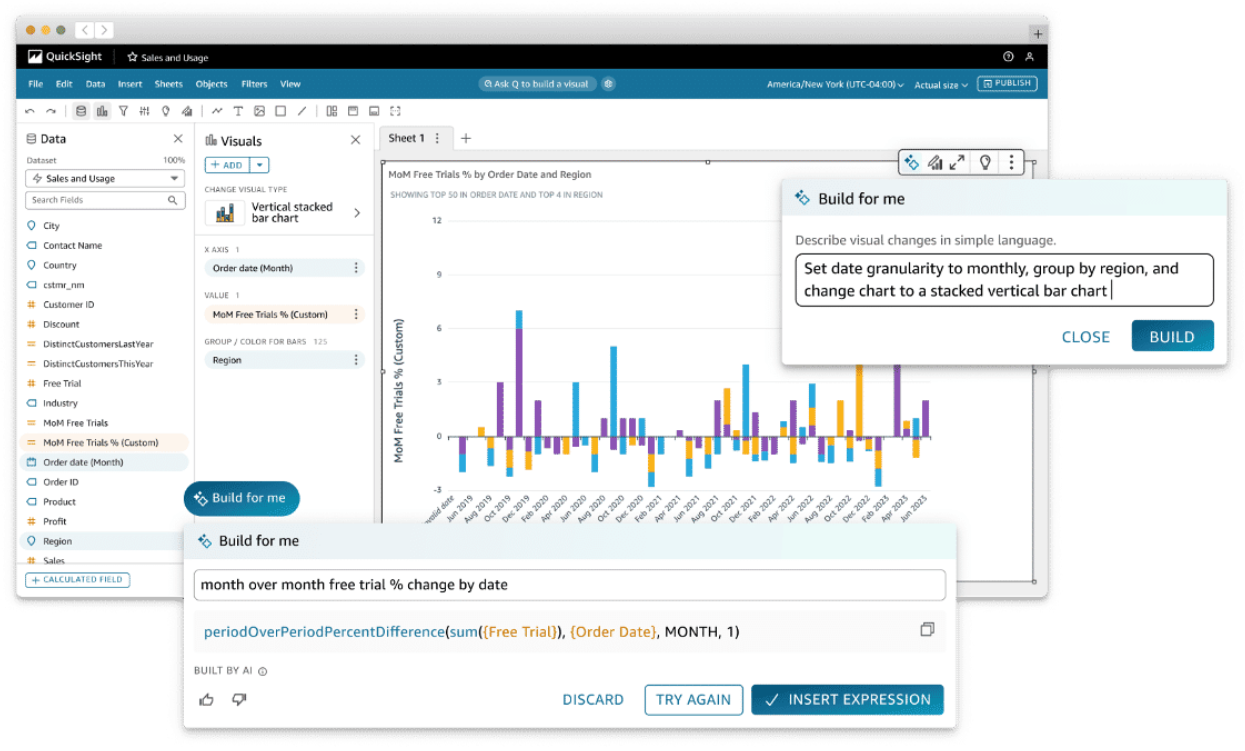 QuickSight
Sales and Usage
File Edit Data Insert Sheets Objects Filters View
Ask Q to build a visual
America/New York (UTC-04:00)
Actual size
PUBLISH
Data
Dataset
100%
Sales and Usage
Search Fields
City
Contact Name
Country
cstmr_nm
Customer ID
Discount
DistinctCustomersLastYear
DistinctCustomersThisYear
Free Trial
Industry
MoM Free Trials
MoM Free Trials % (Custom)
Order date (Month)
Order ID
Product
Profit
Region
Sales
+ CALCULATED FIELD
Visuals
+ ADD
CHANGE VISUAL TYPE
Vertical stacked
bar chart
X AXIS 1
Order date (Month)
VALUE 1
MoM Free Trials % (Custom)
GROUP / COLOR FOR BARS 125
Region
Sheet 1
MoM Free Trials % by Order Date and Region
SHOWING TOP 50 IN ORDER DATE AND TOP 4 IN REGION
MoM Free Trials % (Custom)
12
9
6
3
0
-3
Jun 2019
Aug 2019
Oct 2019
Dec 2019
Feb 2020
Apr 2020
Jun 2020
Aug 2020
Oct 2020
Dec 2020
Feb 2021
Apr 2021
Jun 2021
Aug 2021
Oct 2021
Dec 2021
Feb 2022
Apr 2022
Jun 2022
Aug 2022
Oct 2022
Dec 2022
Feb 2023
Apr 2023
Jun 2023
Build for me
Describe visual changes in simple language.
Set date granularity to monthly, group by region, and
change chart to a stacked vertical bar chart
CLOSE
BUILD
Build for me
Build for me
month over month free trial % change by date
periodOverPeriodPercentDifference(sum({Free Trial}), {Order Date}, MONTH, 1)
BUILT BY AI
DISCARD
TRY AGAIN
INSERT EXPRESSION